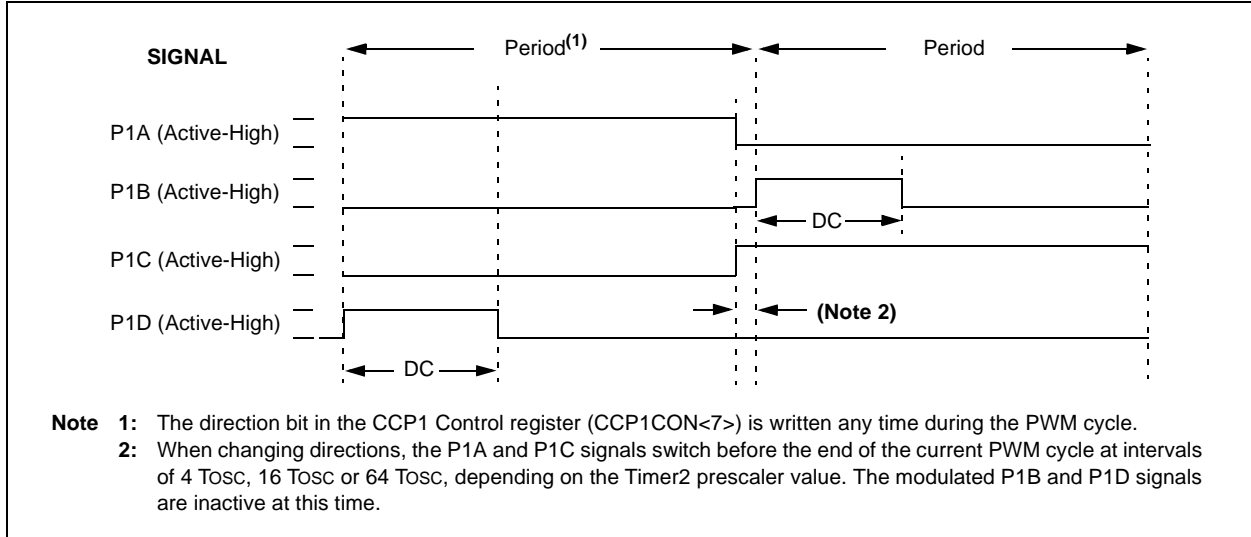 SIGNAL
Period(1)
Period
P1A (Active-High)
P1B (Active-High)
DC
P1C (Active-High)
P1D (Active-High)
(Note 2)
DC
Note 1: The direction bit in the CCP1 Control register (CCP1CON<7>) is written any time during the PWM cycle.
2: When changing directions, the P1A and P1C signals switch before the end of the current PWM cycle at intervals
of 4 TOSC, 16 TOSC or 64 TOSC, depending on the Timer2 prescaler value. The modulated P1B and P1D signals
are inactive at this time.